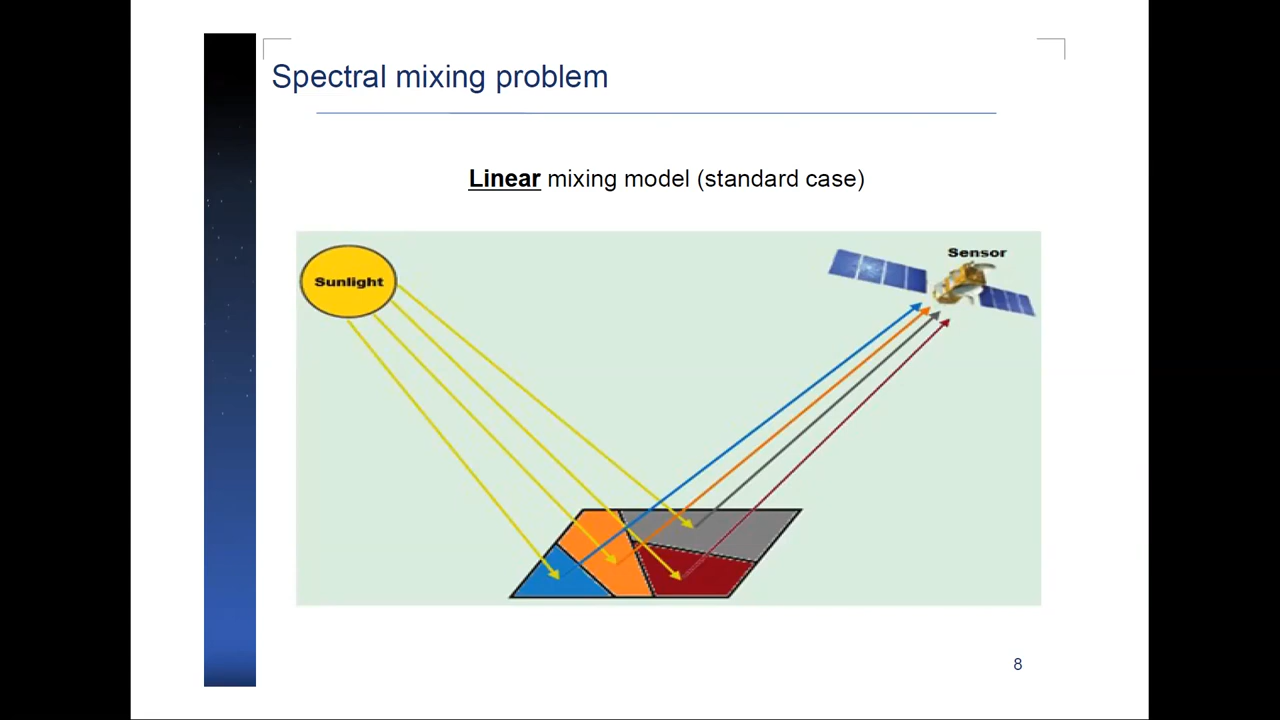 Spectral mixing problem
Linear mixing model (standard case)
Sunlight
Sensor
8